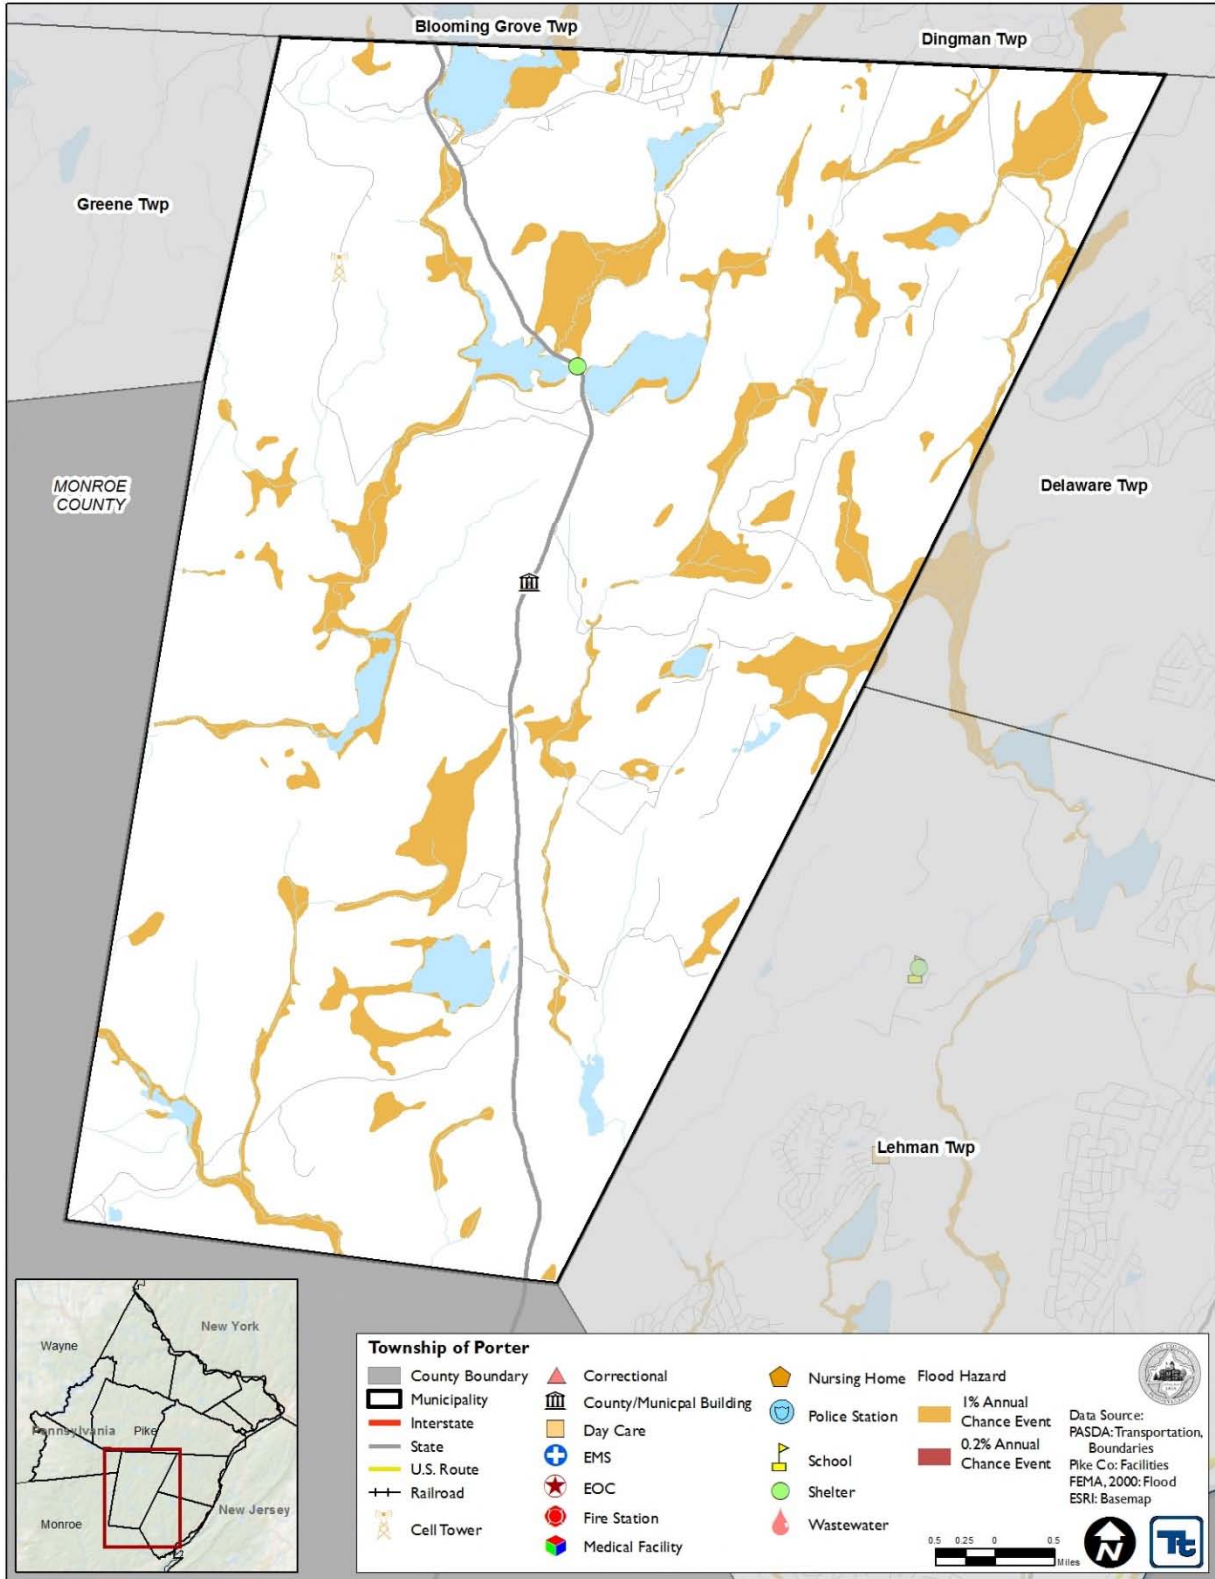 Blooming Grove Twp
Dingman Twp
Greene Twp
MONROE
COUNTY
Delaware Twp
Lehman Twp
Wayne
New York
Pennsylvania
Pike
Monroe
New Jersey
Township of Porter
County Boundary
Municipality
Interstate
State
U.S. Route
Railroad
Cell Tower
Correctional
County/Municpal Building
Day Care
EMS
EOC
Fire Station
Medical Facility
Nursing Home
Police Station
School
Shelter
Wastewater
Flood Hazard
1% Annual
Chance Event
0.2% Annual
Chance Event
Data Source:
PASDA: Transportation,
Boundaries
Pike Co: Facilities
FEMA, 2000: Flood
ESRI: Basemap
0.5 0.25 0 0.5
Miles
N
Tt